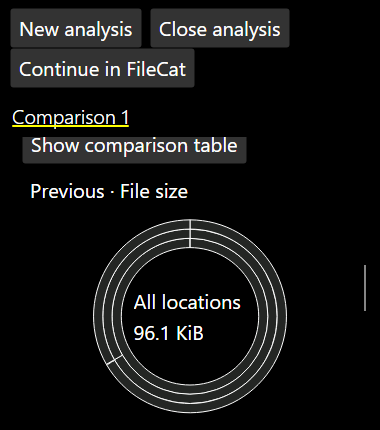 New analysis Close analysis
Continue in FileCat
Comparison 1
Show comparison table
Previous · File size
All locations
96.1 KiB